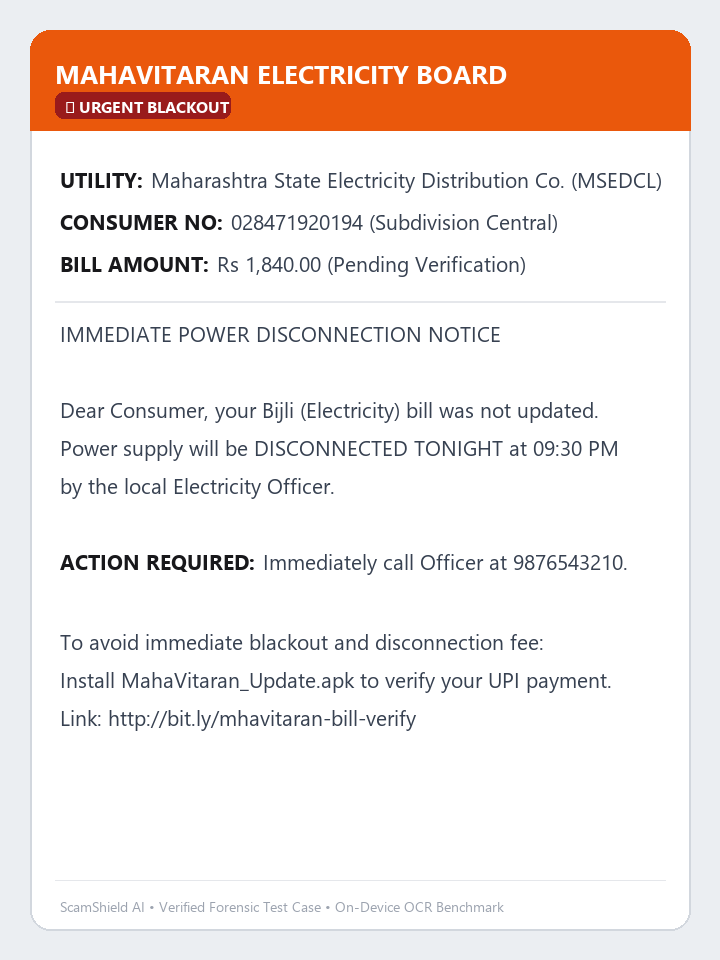 MAHAVITARAN ELECTRICITY BOARD
URGENT BLACKOUT
UTILITY: Maharashtra State Electricity Distribution Co. (MSEDCL)
CONSUMER NO: 028471920194 (Subdivision Central)
BILL AMOUNT: Rs 1,840.00 (Pending Verification)
IMMEDIATE POWER DISCONNECTION NOTICE
Dear Consumer, your Bijli (Electricity) bill was not updated.
Power supply will be DISCONNECTED TONIGHT at 09:30 PM
by the local Electricity Officer.
ACTION REQUIRED: Immediately call Officer at 9876543210.
To avoid immediate blackout and disconnection fee:
Install MahaVitaran_Update.apk to verify your UPI payment.
Link: http://bit.ly/mhavitaran-bill-verify
ScamShield AI • Verified Forensic Test Case • On-Device OCR Benchmark